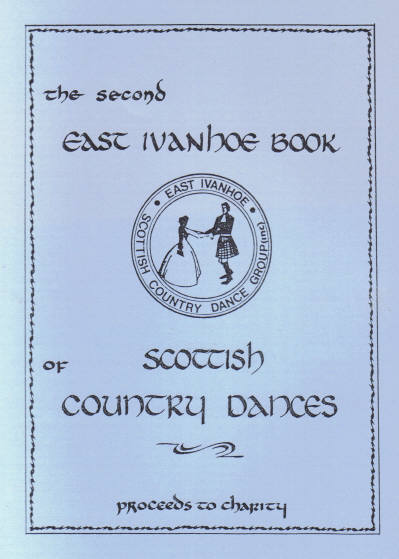 the second
EAST IVANHOE BOOK
• EAST IVANHOE •
SCOTTISH COUNTRY DANCE GROUP (inc)
OF SCOTTISH
COUNTRY DANCES
proceeds to charity